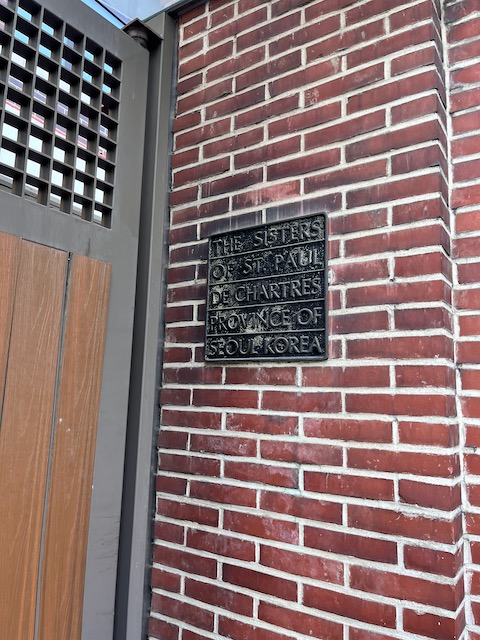 THE SISTERS
OF ST. PAUL
DE CHARTRES
PROVINCE OF
SEOUL KOREA